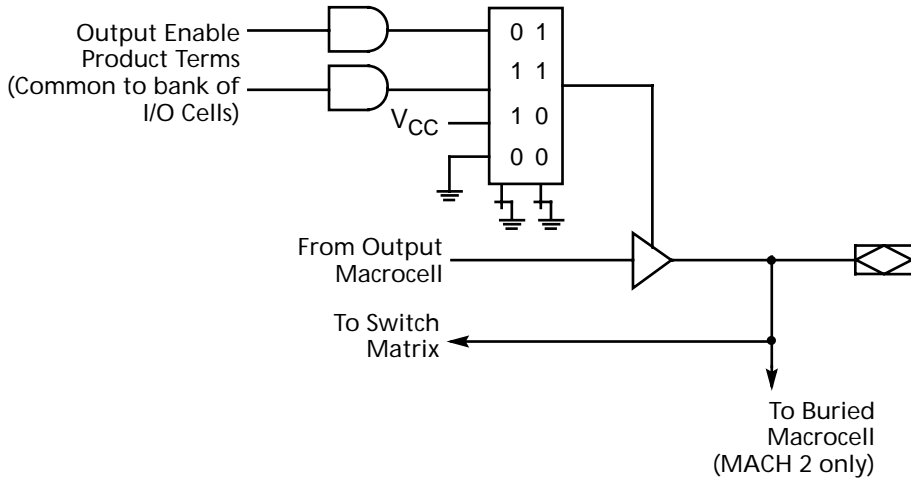 Output Enable
Product Terms
(Common to bank of
I/O Cells)
0 1
1 1
VCC
1 0
0 0
From Output
Macrocell
To Switch
Matrix
To Buried
Macrocell
(MACH 2 only)